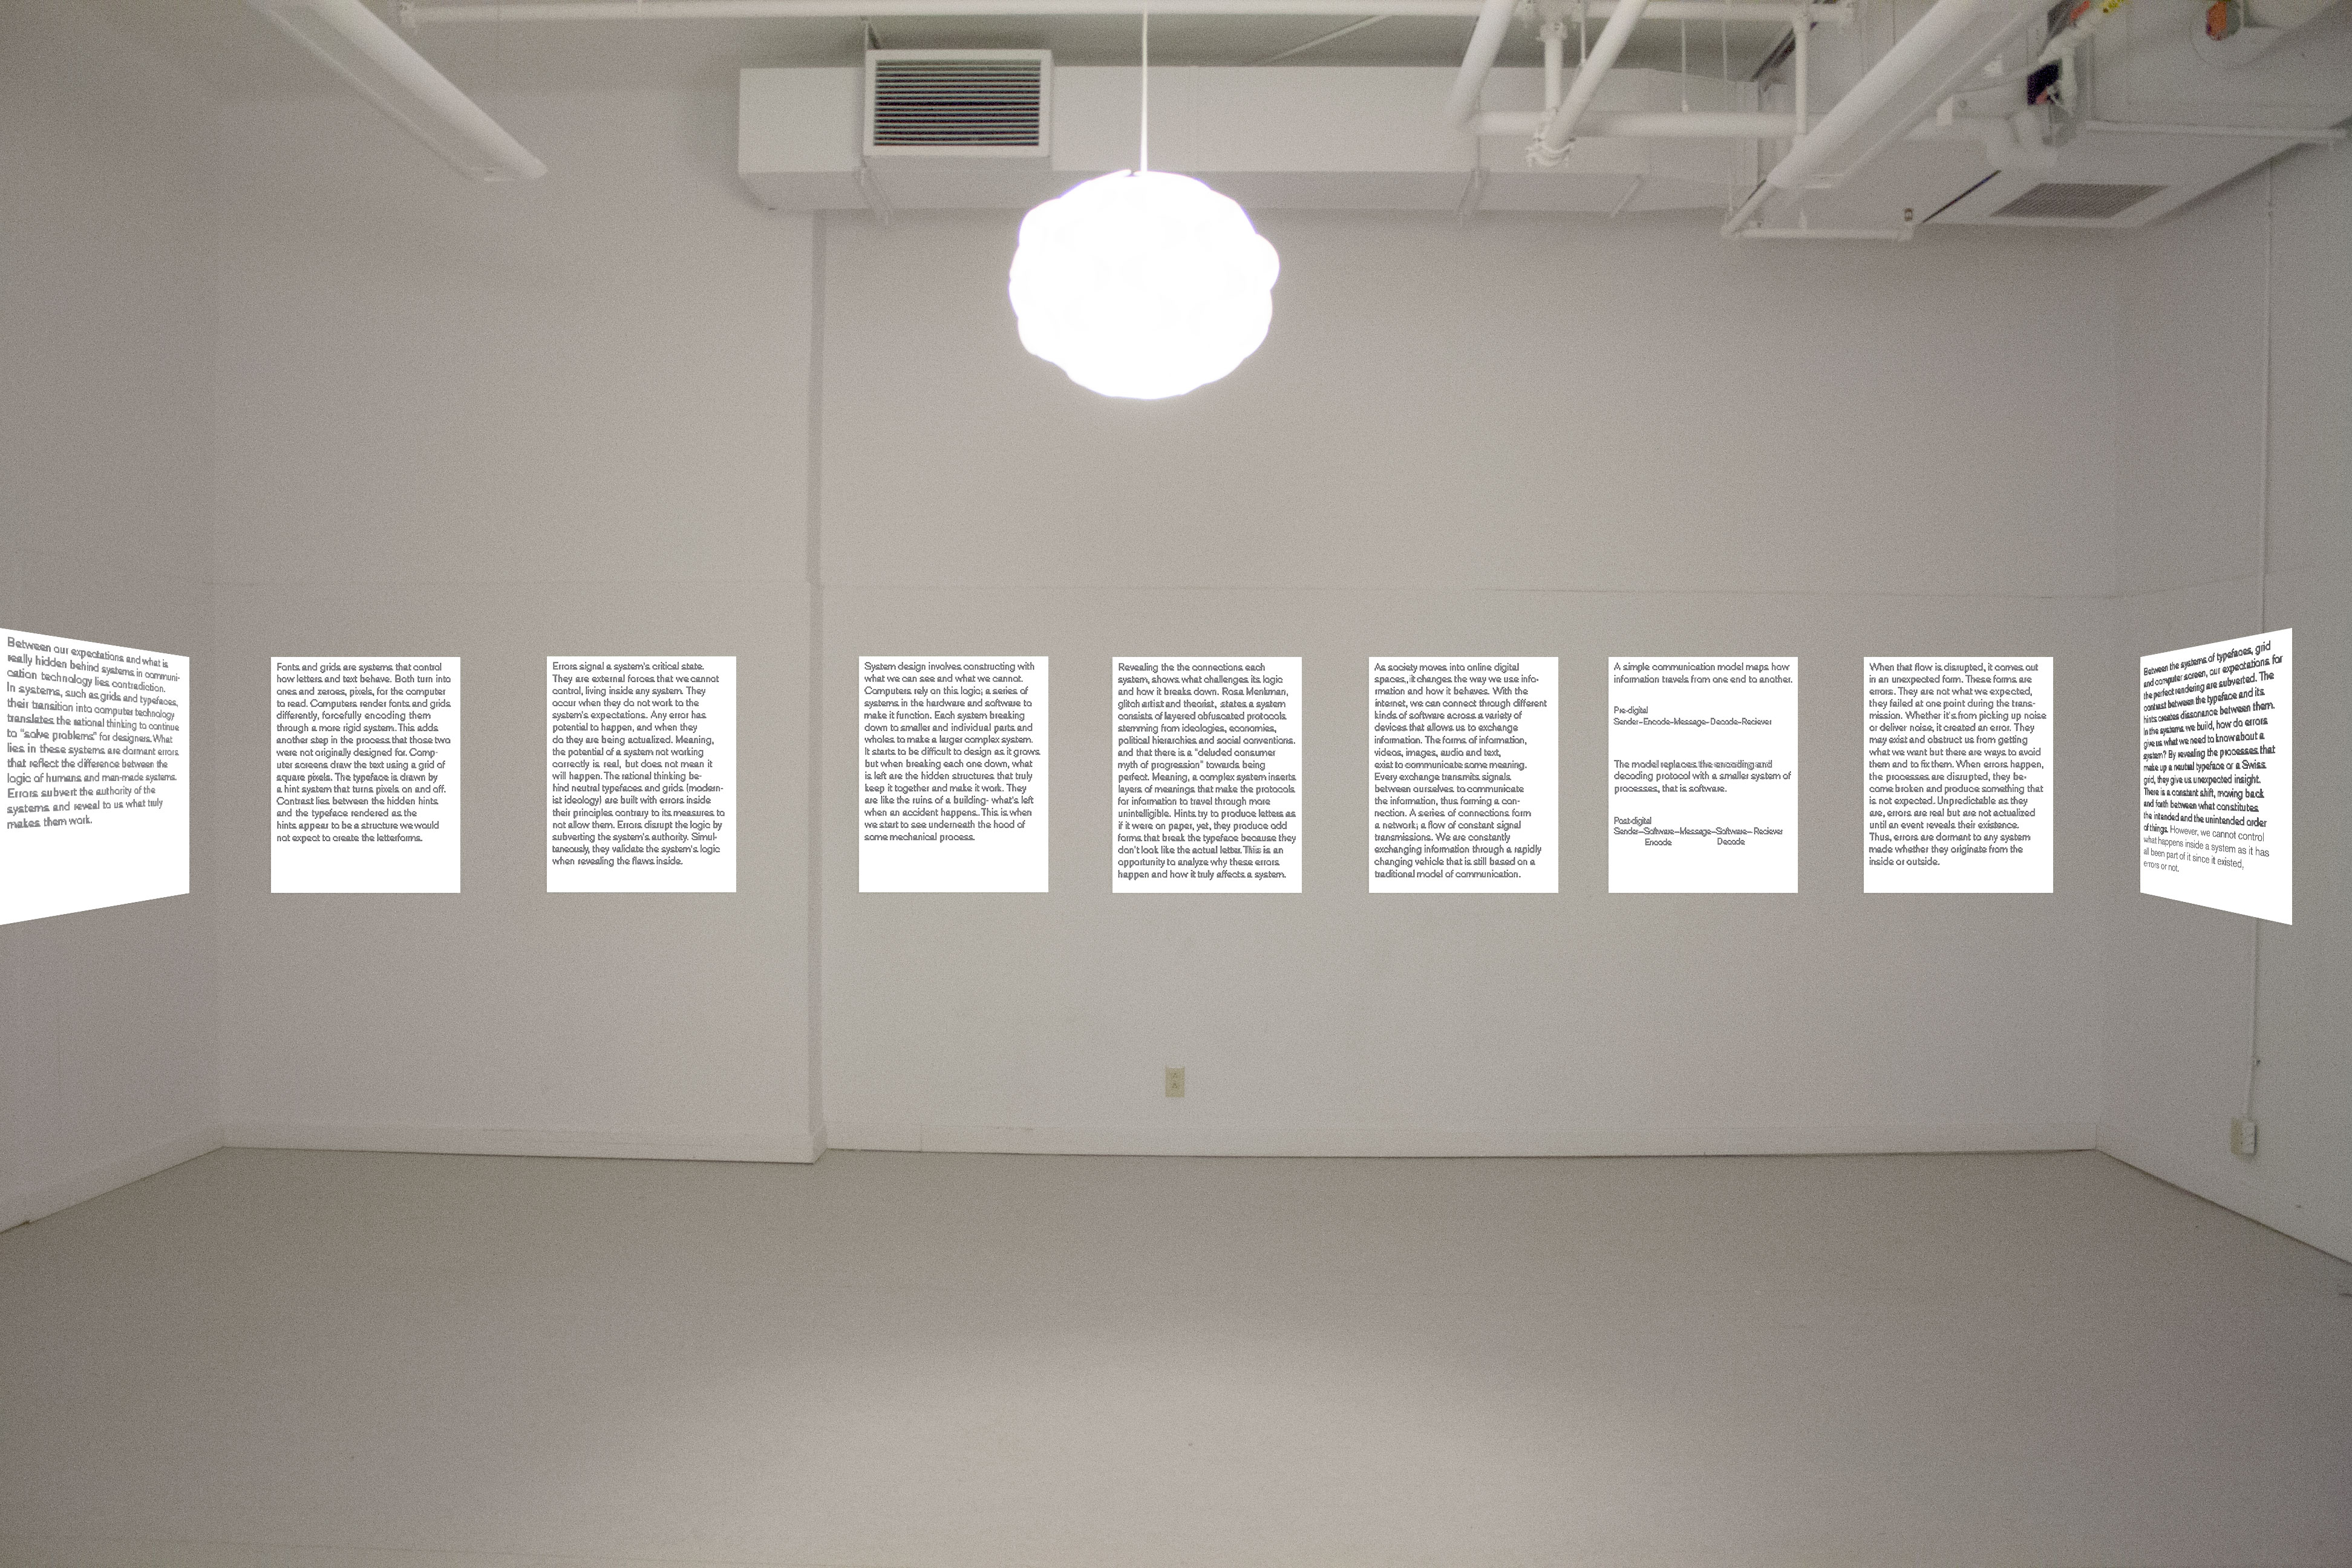 Between our expectations and what is
really hidden behind systems in communi-
cation technology lies contradiction.
In systems, such as grids and typefaces,
their transition into computer technology
translates the rational thinking to continue
to "solve problems" for designers. What
lies in these systems are dormant errors
that reflect the difference between the
logic of humans and man-made systems.
Errors subvert the authority of the
systems and reveal to us what truly
makes them work.
Fonts and grids are systems that control
how letters and text behave. Both turn into
ones and zeroes, pixels, for the computer
to read. Computers render fonts and grids
differently, forcefully encoding them
through a more rigid system. This adds
another step in the process that those two
were not originally designed for. Comp-
uter screens draw the text using a grid of
square pixels. The typeface is drawn by
a hint system that turns pixels on and off.
Contrast lies between the hidden hints
and the typeface rendered as the
hints appear to be a structure we would
not expect to create the letterforms.
Errors signal a system's critical state.
They are external forces that we cannot
control, living inside any system. They
occur when they do not work to the
system's expectations. Any error has
potential to happen, and when they
do they are being actualized. Meaning,
the potential of a system not working
correctly is real, but does not mean it
will happen. The rational thinking be-
hind neutral typefaces and grids (modern-
ist ideology) are built with errors inside
their principles contrary to its measures to
not allow them. Errors disrupt the logic by
subverting the system's authority. Simul-
taneously, they validate the system's logic
when revealing the flaws inside.
System design involves constructing with
what we can see and what we cannot.
Computers rely on this logic; a series of
systems in the hardware and software to
make it function. Each system breaking
down to smaller and individual parts and
wholes to make a larger complex system.
It starts to be difficult to design as it grows
but when breaking each one down, what
is left are the hidden structures that truly
keep it together and make it work. They
are like the ruins of a building- what's left
when an accident happens. This is when
we start to see underneath the hood of
some mechanical process.
Revealing the the connections each
system, shows what challenges its logic
and how it breaks down. Rosa Menkman,
glitch artist and theorist, states a system
consists of layered obfuscated protocols
stemming from ideologies, economies,
political hierarchies and social conventions.
and that there is a "deluded consumer
myth of progression" towards being
perfect. Meaning, a complex system inserts
layers of meanings that make the protocols
for information to travel through more
unintelligible. Hints try to produce letters as
if it were on paper, yet, they produce odd
forms that break the typeface because they
don't look like the actual letter. This is an
opportunity to analyze why these errors
happen and how it truly affects a system.
As society moves into online digital
spaces, it changes the way we use info-
rmation and how it behaves. With the
internet, we can connect through different
kinds of software across a variety of
devices that allows us to exchange
information. The forms of information,
videos, images, audio and text,
exist to communicate some meaning.
Every exchange transmits signals
between ourselves to communicate
the information, thus forming a con-
nection. A series of connections form
a network; a flow of constant signal
transmissions. We are constantly
exchanging information through a rapidly
changing vehicle that is still based on a
traditional model of communication.
A simple communication model maps how
information travels from one end to another.
Pre-digital
Sender–Encode–Message–Decode–Reciever
The model replaces the encoding and
decoding protocol with a smaller system of
processes, that is software.
Post-digital
Sender–Software–Message–Software–Reciever
Encode Decode
When that flow is disrupted, it comes out
in an unexpected form. These forms are
errors. They are not what we expected,
they failed at one point during the trans-
mission. Whether it's from picking up noise
or deliver noise, it created an error. They
may exist and obstruct us from getting
what we want but there are ways to avoid
them and to fix them. When errors happen,
the processes are disrupted, they be-
come broken and produce something that
is not expected. Unpredictable as they
are, errors are real but are not actualized
until an event reveals their existence.
Thus, errors are dormant to any system
made whether they originate from the
inside or outside.
Between the systems of typefaces, grid
and computer screen, our expectations for
the perfect rendering are subverted. The
contrast between the typeface and its
hints creates dissonance between them.
In the systems we build, how do errors
give us what we need to know about a
system? By revealing the processes that
make up a neutral typeface or a Swiss
grid, they give us unexpected insight.
There is a constant shift, moving back
and forth between what constitutes
the intended and the unintended order
of things. However, we cannot control
what happens inside a system as it has
all been part of it since it existed,
errors or not.